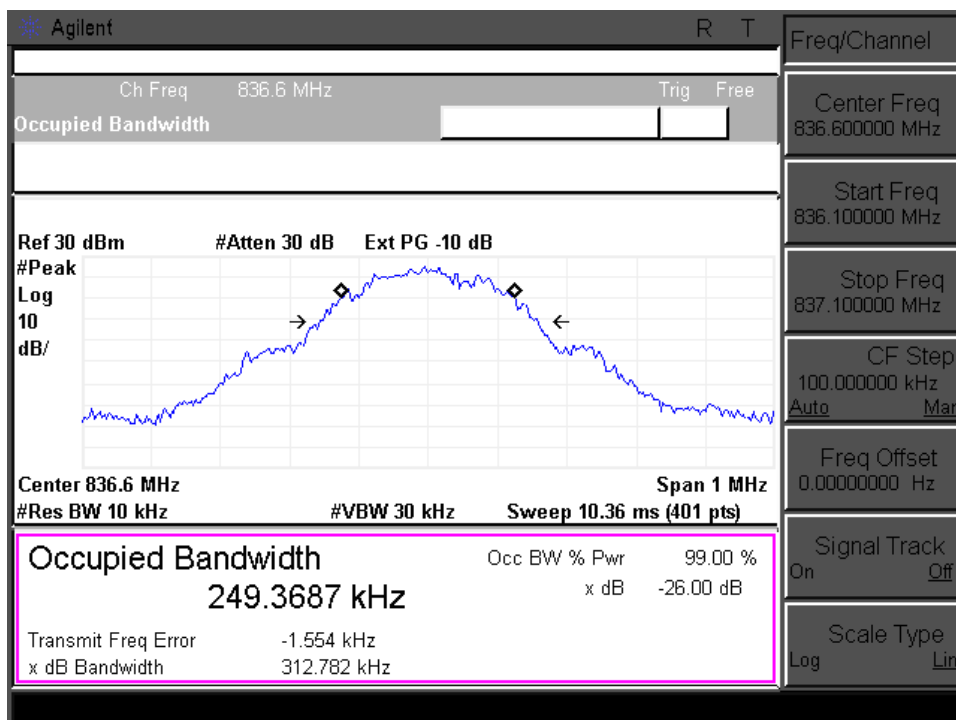 Agilent R T
Freq/Channel
Ch Freq 836.6 MHz Trig Free
Occupied Bandwidth
Center Freq
836.600000 MHz
Start Freq
836.100000 MHz
Ref 30 dBm #Atten 30 dB Ext PG -10 dB
#Peak
Log
10
dB/
Stop Freq
837.100000 MHz
CF Step
100.000000 kHz
Auto Man
Freq Offset
0.00000000 Hz
Center 836.6 MHz Span 1 MHz
#Res BW 10 kHz #VBW 30 kHz Sweep 10.36 ms (401 pts)
Occupied Bandwidth
249.3687 kHz
Occ BW % Pwr 99.00 %
x dB -26.00 dB
Transmit Freq Error -1.554 kHz
x dB Bandwidth 312.782 kHz
Signal Track
On Off
Scale Type
Log Lin